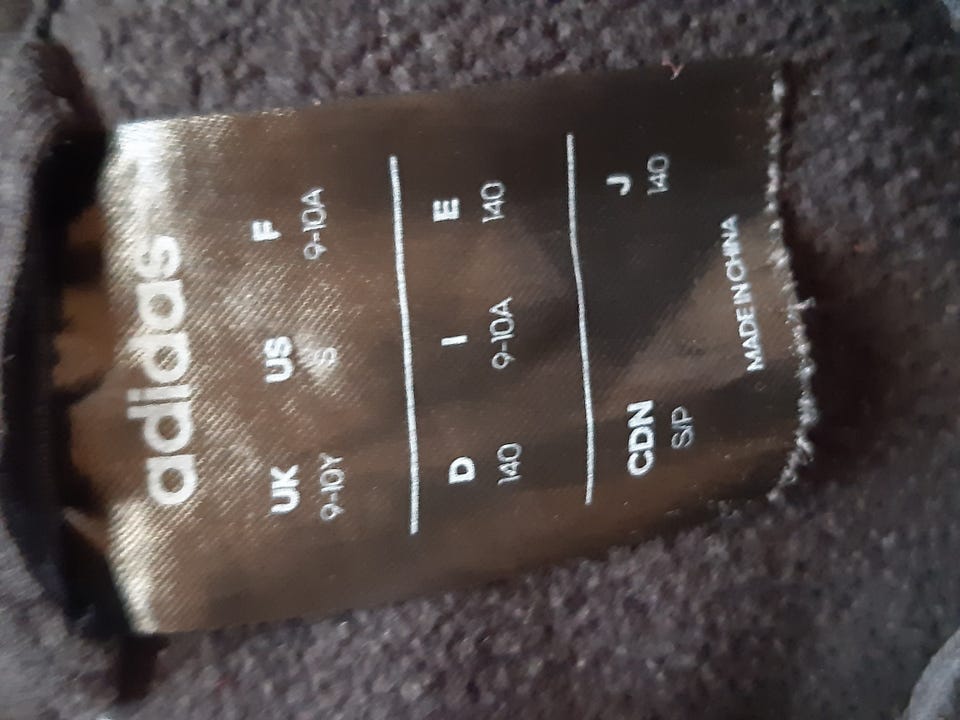 adidas
UK US F
9-10Y S 9-10A
D I E
140 9-10A 140
CDN J
S/P 140
MADE IN CHINA